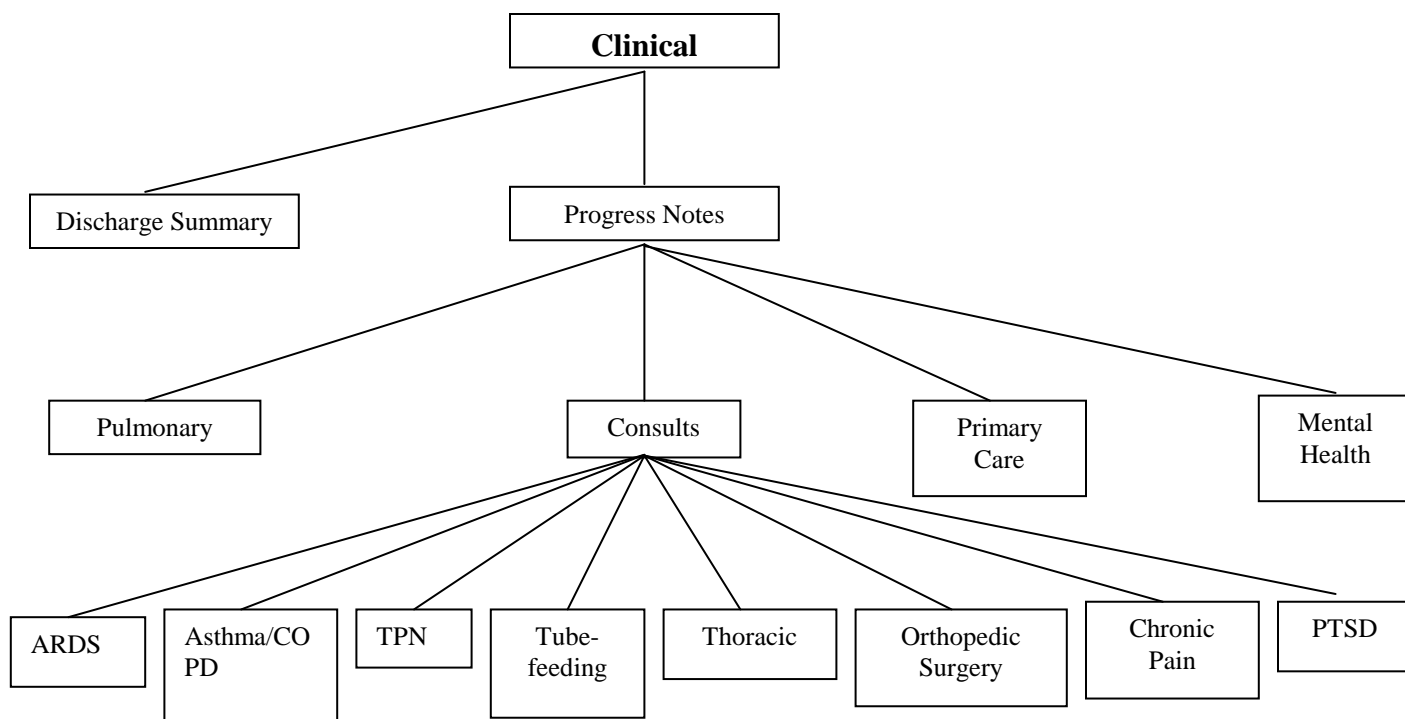 Clinical
Discharge Summary
Progress Notes
Pulmonary
Consults
Primary
Care
Mental
Health
ARDS
Asthma/CO
PD
TPN
Tube-
feeding
Thoracic
Orthopedic
Surgery
Chronic
Pain
PTSD